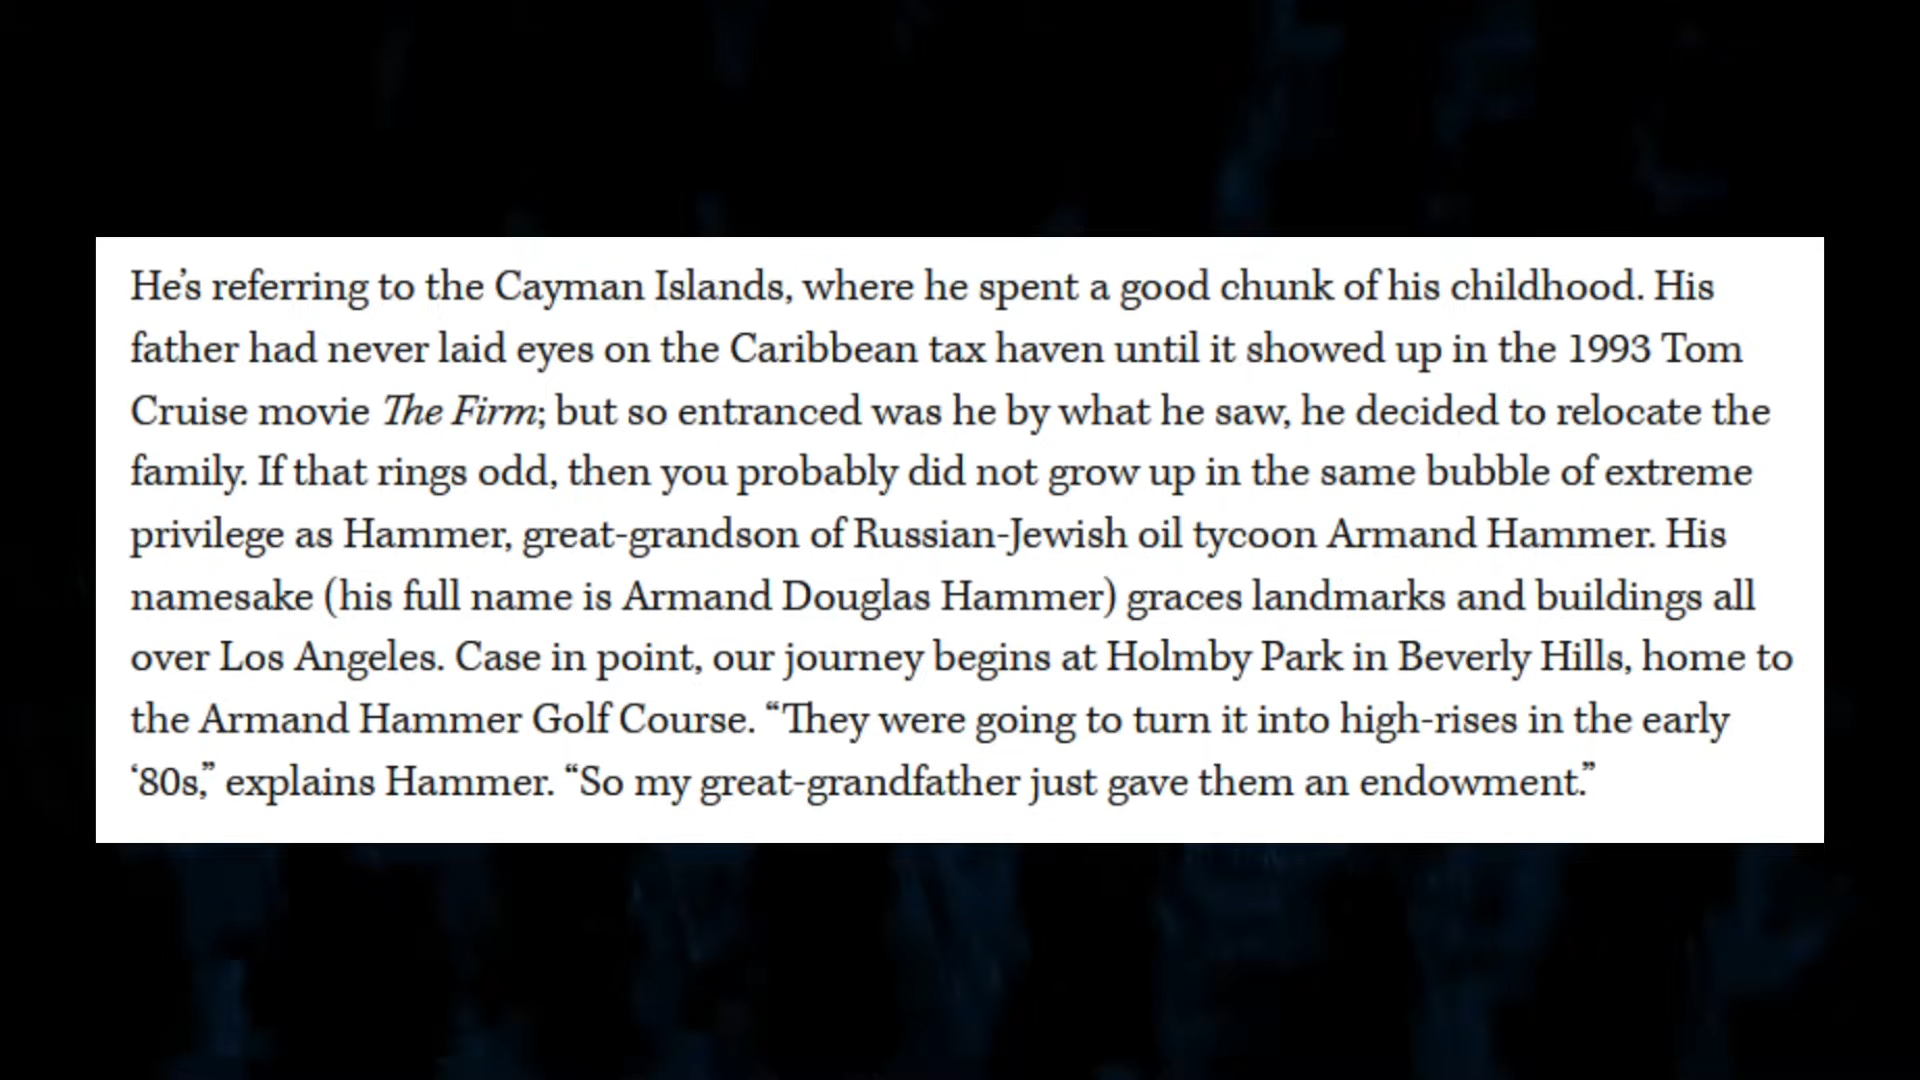 He’s referring to the Cayman Islands, where he spent a good chunk of his childhood. His
father had never laid eyes on the Caribbean tax haven until it showed up in the 1993 Tom
Cruise movie The Firm; but so entranced was he by what he saw, he decided to relocate the
family. If that rings odd, then you probably did not grow up in the same bubble of extreme
privilege as Hammer, great-grandson of Russian-Jewish oil tycoon Armand Hammer. His
namesake (his full name is Armand Douglas Hammer) graces landmarks and buildings all
over Los Angeles. Case in point, our journey begins at Holmby Park in Beverly Hills, home to
the Armand Hammer Golf Course. “They were going to turn it into high-rises in the early
‘80s,” explains Hammer. “So my great-grandfather just gave them an endowment.”